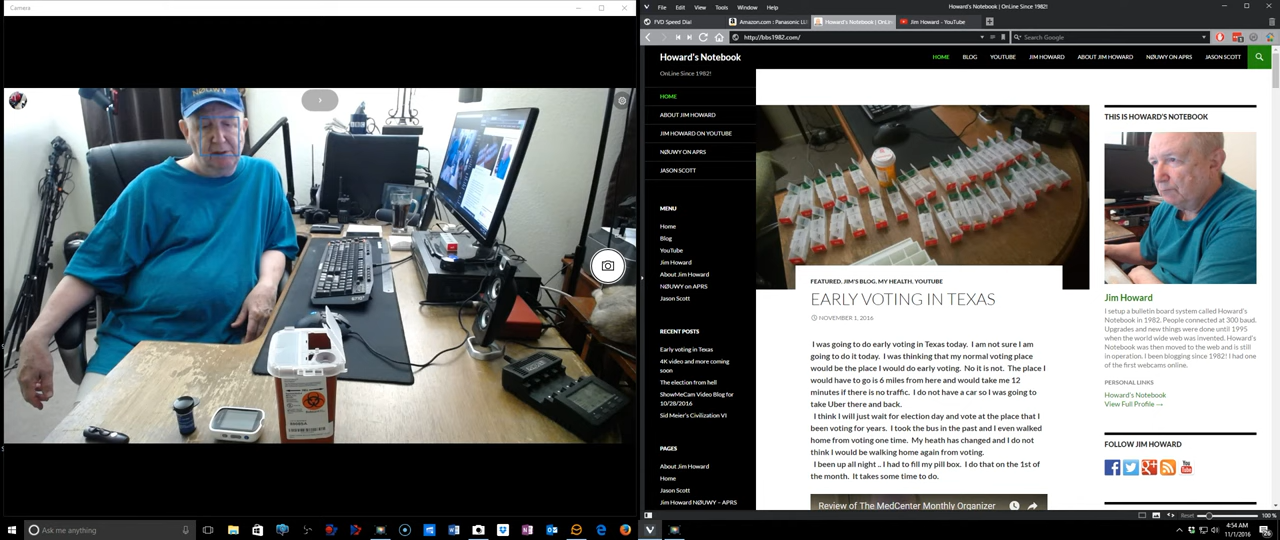 Camera
NAVY
Howard's Notebook | OnLine Since 1982!
File Edit View Tools Window Help
FVD Speed Dial
Amazon.com : Panasonic LU
Howard's Notebook | OnLin
Jim Howard - YouTube
http://bbs1982.com/
Search Google
Howard's Notebook
HOME BLOG YOUTUBE JIM HOWARD ABOUT JIM HOWARD NØUWY ON APRS JASON SCOTT
OnLine Since 1982!
HOME
ABOUT JIM HOWARD
JIM HOWARD ON YOUTUBE
NØUWY ON APRS
JASON SCOTT
MENU
Home
Blog
YouTube
Jim Howard
About Jim Howard
NØUWY on APRS
Jason Scott
RECENT POSTS
Early voting in Texas
4K video and more coming
soon
The election from hell
ShowMeCam Video Blog for
10/28/2016
Sid Meier's Civilization VI
PAGES
About Jim Howard
Home
Jason Scott
Jim Howard NØUWY – APRS
FEATURED, JIM'S BLOG, MY HEALTH, YOUTUBE
EARLY VOTING IN TEXAS
NOVEMBER 1, 2016
I was going to do early voting in Texas today. I am not sure I am
going to do it today. I was thinking that my normal voting place
would be the place I would do early voting. No it is not. The place I
would have to go is 6 miles from here and would take me 12
minutes if there is no traffic. I do not have a car so I was going to
take Uber there and back.
I think I will just wait for election day and vote at the place that I
been voting for years. I took the bus in the past and I even walked
home from voting one time. My heath has changed and I do not
think I would be walking home again from voting.
I been up all night .. I had to fill my pill box. I do that on the 1st of
the month. It takes some time to do.
Review of The MedCenter Monthly Organizer
THIS IS HOWARD'S NOTEBOOK
Jim Howard
I setup a bulletin board system called Howard's
Notebook in 1982. People connected at 300 baud.
Upgrades and new things were done until 1995
when the world wide web was invented. Howard's
Notebook was then moved to the web and is still
in operation. I been blogging since 1982! I had one
of the first webcams online.
PERSONAL LINKS
Howard's Notebook
View Full Profile →
FOLLOW JIM HOWARD
You
Tube
Reset
100 %
Ask me anything
4:54 AM
11/1/2016